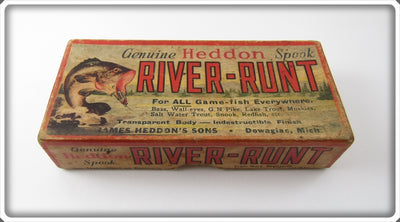 Genuine Heddon Spook
RIVER-RUNT
For ALL Game-fish Everywhere.
Bass, Wall-eyes, G.N Pike, Lake Trout, Muskies,
Salt Water Trout, Snook, Redfish, etc.
Transparent Body — Indestructible Finish
JAMES HEDDON'S SONS - Dowagiac, Mich.
Genuine
Heddon
Spook
RIVER-RUNT